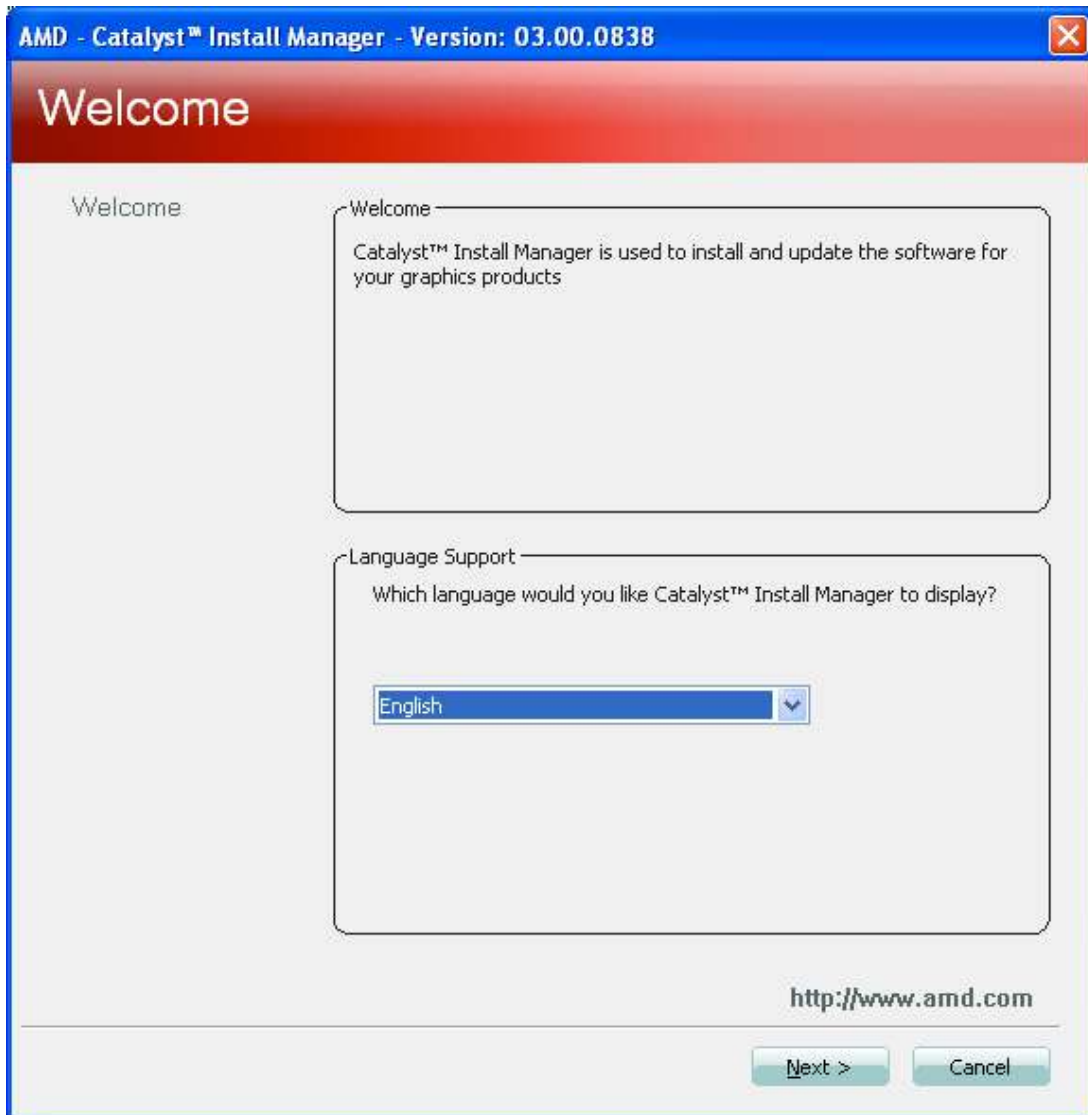 AMD - Catalyst™ Install Manager - Version: 03.00.0838
Welcome
Welcome
Welcome
Catalyst™ Install Manager is used to install and update the software for
your graphics products
Language Support
Which language would you like Catalyst™ Install Manager to display?
English
http://www.amd.com
Next >
Cancel